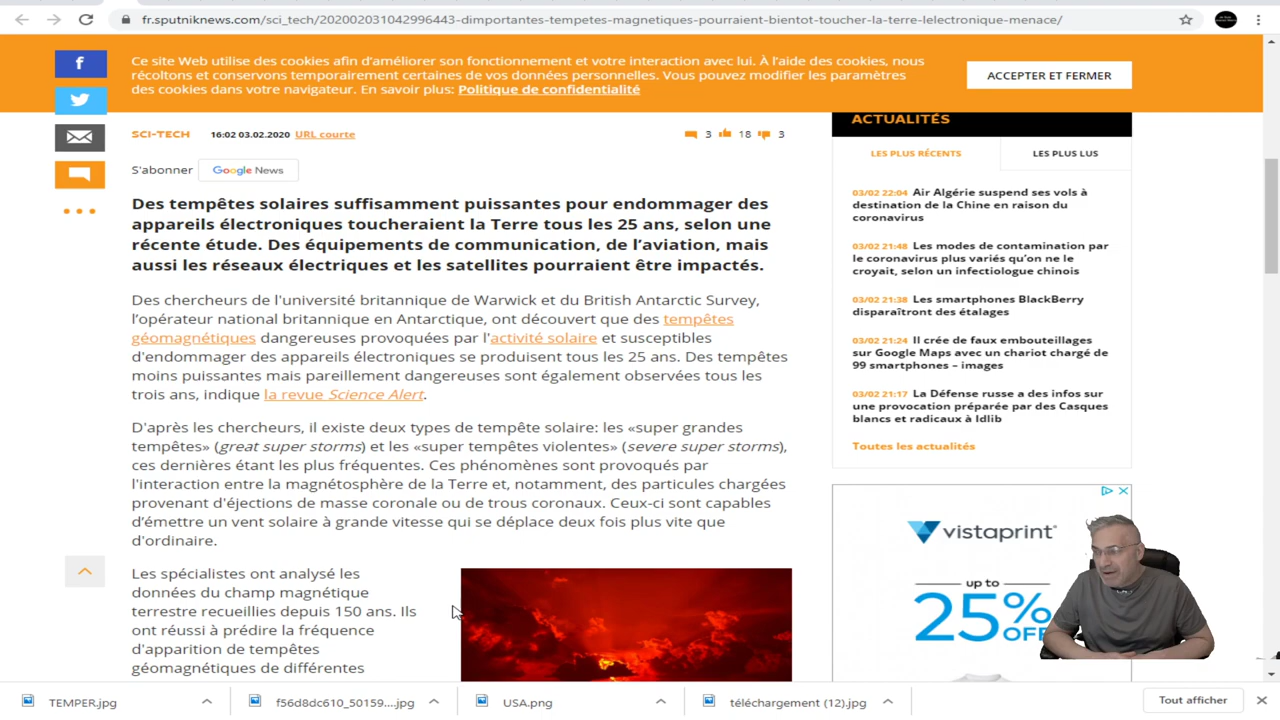 fr.sputniknews.com/sci_tech/202002031042996443-dimportantes-tempetes-magnetiques-pourraient-bientot-toucher-la-terre-lelectronique-menace/
Ce site Web utilise des cookies afin d'améliorer son fonctionnement et votre interaction avec lui. À l'aide des cookies, nous
récoltons et conservons temporairement certaines de vos données personnelles. Vous pouvez modifier les paramètres
des cookies dans votre navigateur. En savoir plus: Politique de confidentialité
ACCEPTER ET FERMER
SCI-TECH 16:02 03.02.2020 URL courte
3 18 3
S'abonner Google News
Des tempêtes solaires suffisamment puissantes pour endommager des
appareils électroniques toucheraient la Terre tous les 25 ans, selon une
récente étude. Des équipements de communication, de l'aviation, mais
aussi les réseaux électriques et les satellites pourraient être impactés.
Des chercheurs de l'université britannique de Warwick et du British Antarctic Survey,
l'opérateur national britannique en Antarctique, ont découvert que des tempêtes
géomagnétiques dangereuses provoquées par l'activité solaire et susceptibles
d'endommager des appareils électroniques se produisent tous les 25 ans. Des tempêtes
moins puissantes mais pareillement dangereuses sont également observées tous les
trois ans, indique la revue Science Alert.
D'après les chercheurs, il existe deux types de tempête solaire: les «super grandes
tempêtes» (great super storms) et les «super tempêtes violentes» (severe super storms),
ces dernières étant les plus fréquentes. Ces phénomènes sont provoqués par
l'interaction entre la magnétosphère de la Terre et, notamment, des particules chargées
provenant d'éjections de masse coronale ou de trous coronaux. Ceux-ci sont capables
d'émettre un vent solaire à grande vitesse qui se déplace deux fois plus vite que
d'ordinaire.
Les spécialistes ont analysé les
données du champ magnétique
terrestre recueillies depuis 150 ans. Ils
ont réussi à prédire la fréquence
d'apparition de tempêtes
géomagnétiques de différentes
ACTUALITÉS
LES PLUS RÉCENTS LES PLUS LUS
03/02 22:04 Air Algérie suspend ses vols à
destination de la Chine en raison du
coronavirus
03/02 21:48 Les modes de contamination par
le coronavirus plus variés qu'on ne le
croyait, selon un infectiologue chinois
03/02 21:38 Les smartphones BlackBerry
disparaîtront des étalages
03/02 21:24 Il crée de faux embouteillages
sur Google Maps avec un chariot chargé de
99 smartphones – images
03/02 21:17 La Défense russe a des infos sur
une provocation préparée par des Casques
blancs et radicaux à Idlib
Toutes les actualités
vistaprint
up to
25%
OFF
TEMPER.jpg
f56d8dc610_50159....jpg
USA.png
téléchargement (12).jpg
Tout afficher